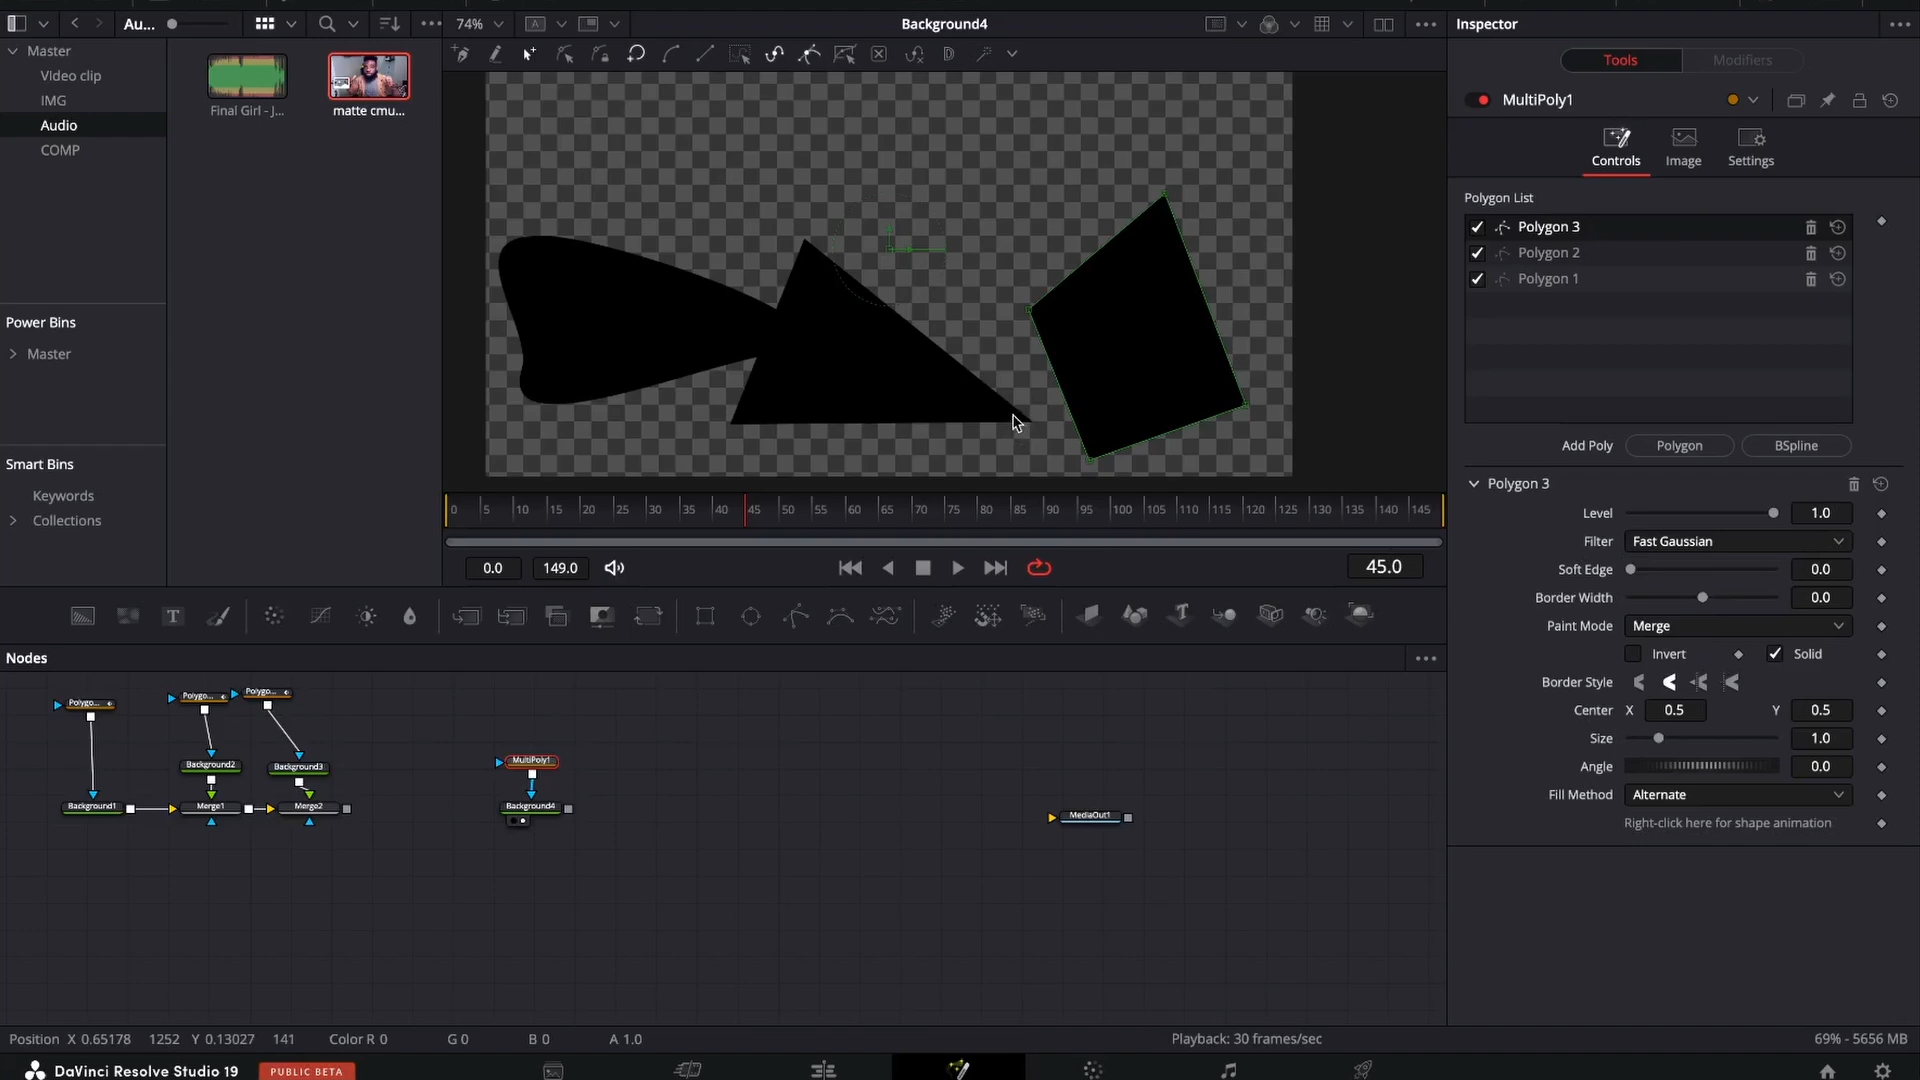 Au...
74%
A
Background4
Inspector
Master
Video clip
IMG
Audio
COMP
Final Girl - J...
matte cmu...
Tools
Modifiers
MultiPoly1
Controls
Image
Settings
Polygon List
Polygon 3
Polygon 2
Polygon 1
Power Bins
Master
Add Poly
Polygon
BSpline
Smart Bins
Keywords
Collections
Polygon 3
Level
1.0
Filter
Fast Gaussian
Soft Edge
0.0
Border Width
0.0
Paint Mode
Merge
Invert
Solid
Border Style
Center
X
0.5
Y
0.5
Size
1.0
Angle
0.0
Fill Method
Alternate
Right-click here for shape animation
0 5 10 15 20 25 30 35 40 45 50 55 60 65 70 75 80 85 90 95 100 105 110 115 120 125 130 135 140 145
0.0
149.0
45.0
T
Nodes
Polygo...
Polygo...
Polygo...
Background1
Background2
Background3
Merge1
Merge2
MultiPoly1
Background4
MediaOut1
Position X 0.65178 1252 Y 0.13027 141 Color R 0 G 0 B 0 A 1.0
Playback: 30 frames/sec
69% - 5656 MB
DaVinci Resolve Studio 19
PUBLIC BETA